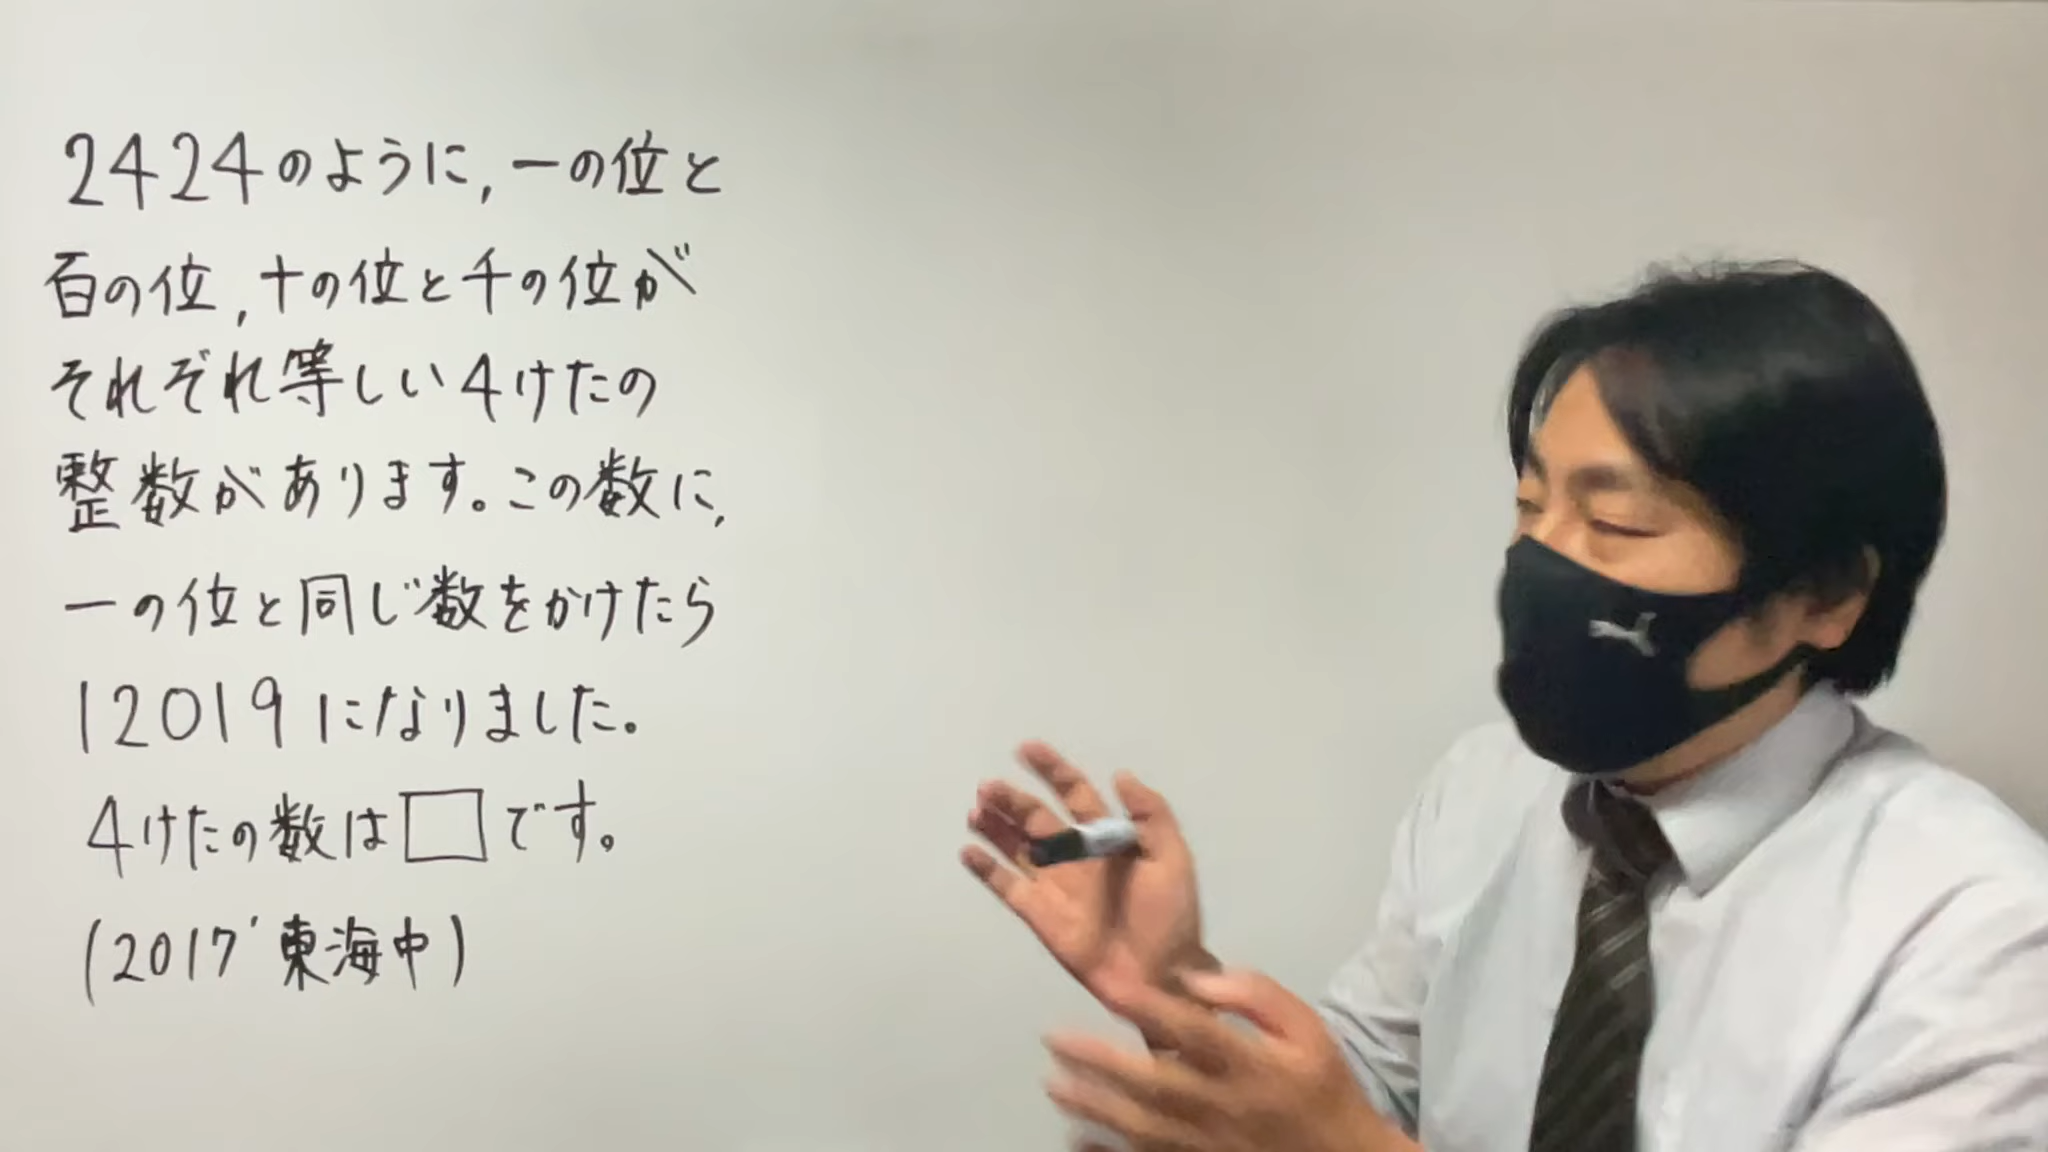 2424のように,一の位と
百の位,十の位と千の位が
それぞれ等しい4けたの
整数があります。この数に,
一の位と同じ数をかけたら
12019になりました。
4けたの数は□です。
(2017'東海中)